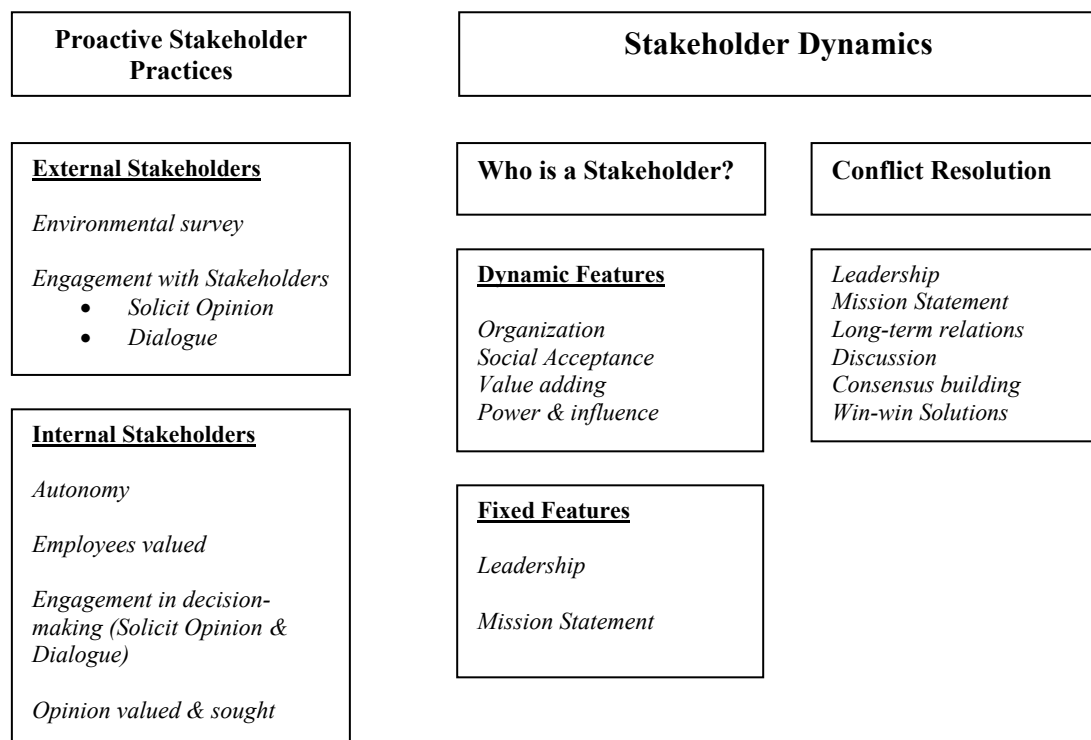 Proactive Stakeholder
Practices
Stakeholder Dynamics
External Stakeholders
Environmental survey
Engagement with Stakeholders
• Solicit Opinion
• Dialogue
Internal Stakeholders
Autonomy
Employees valued
Engagement in decision-
making (Solicit Opinion &
Dialogue)
Opinion valued & sought
Who is a Stakeholder?
Dynamic Features
Organization
Social Acceptance
Value adding
Power & influence
Fixed Features
Leadership
Mission Statement
Conflict Resolution
Leadership
Mission Statement
Long-term relations
Discussion
Consensus building
Win-win Solutions